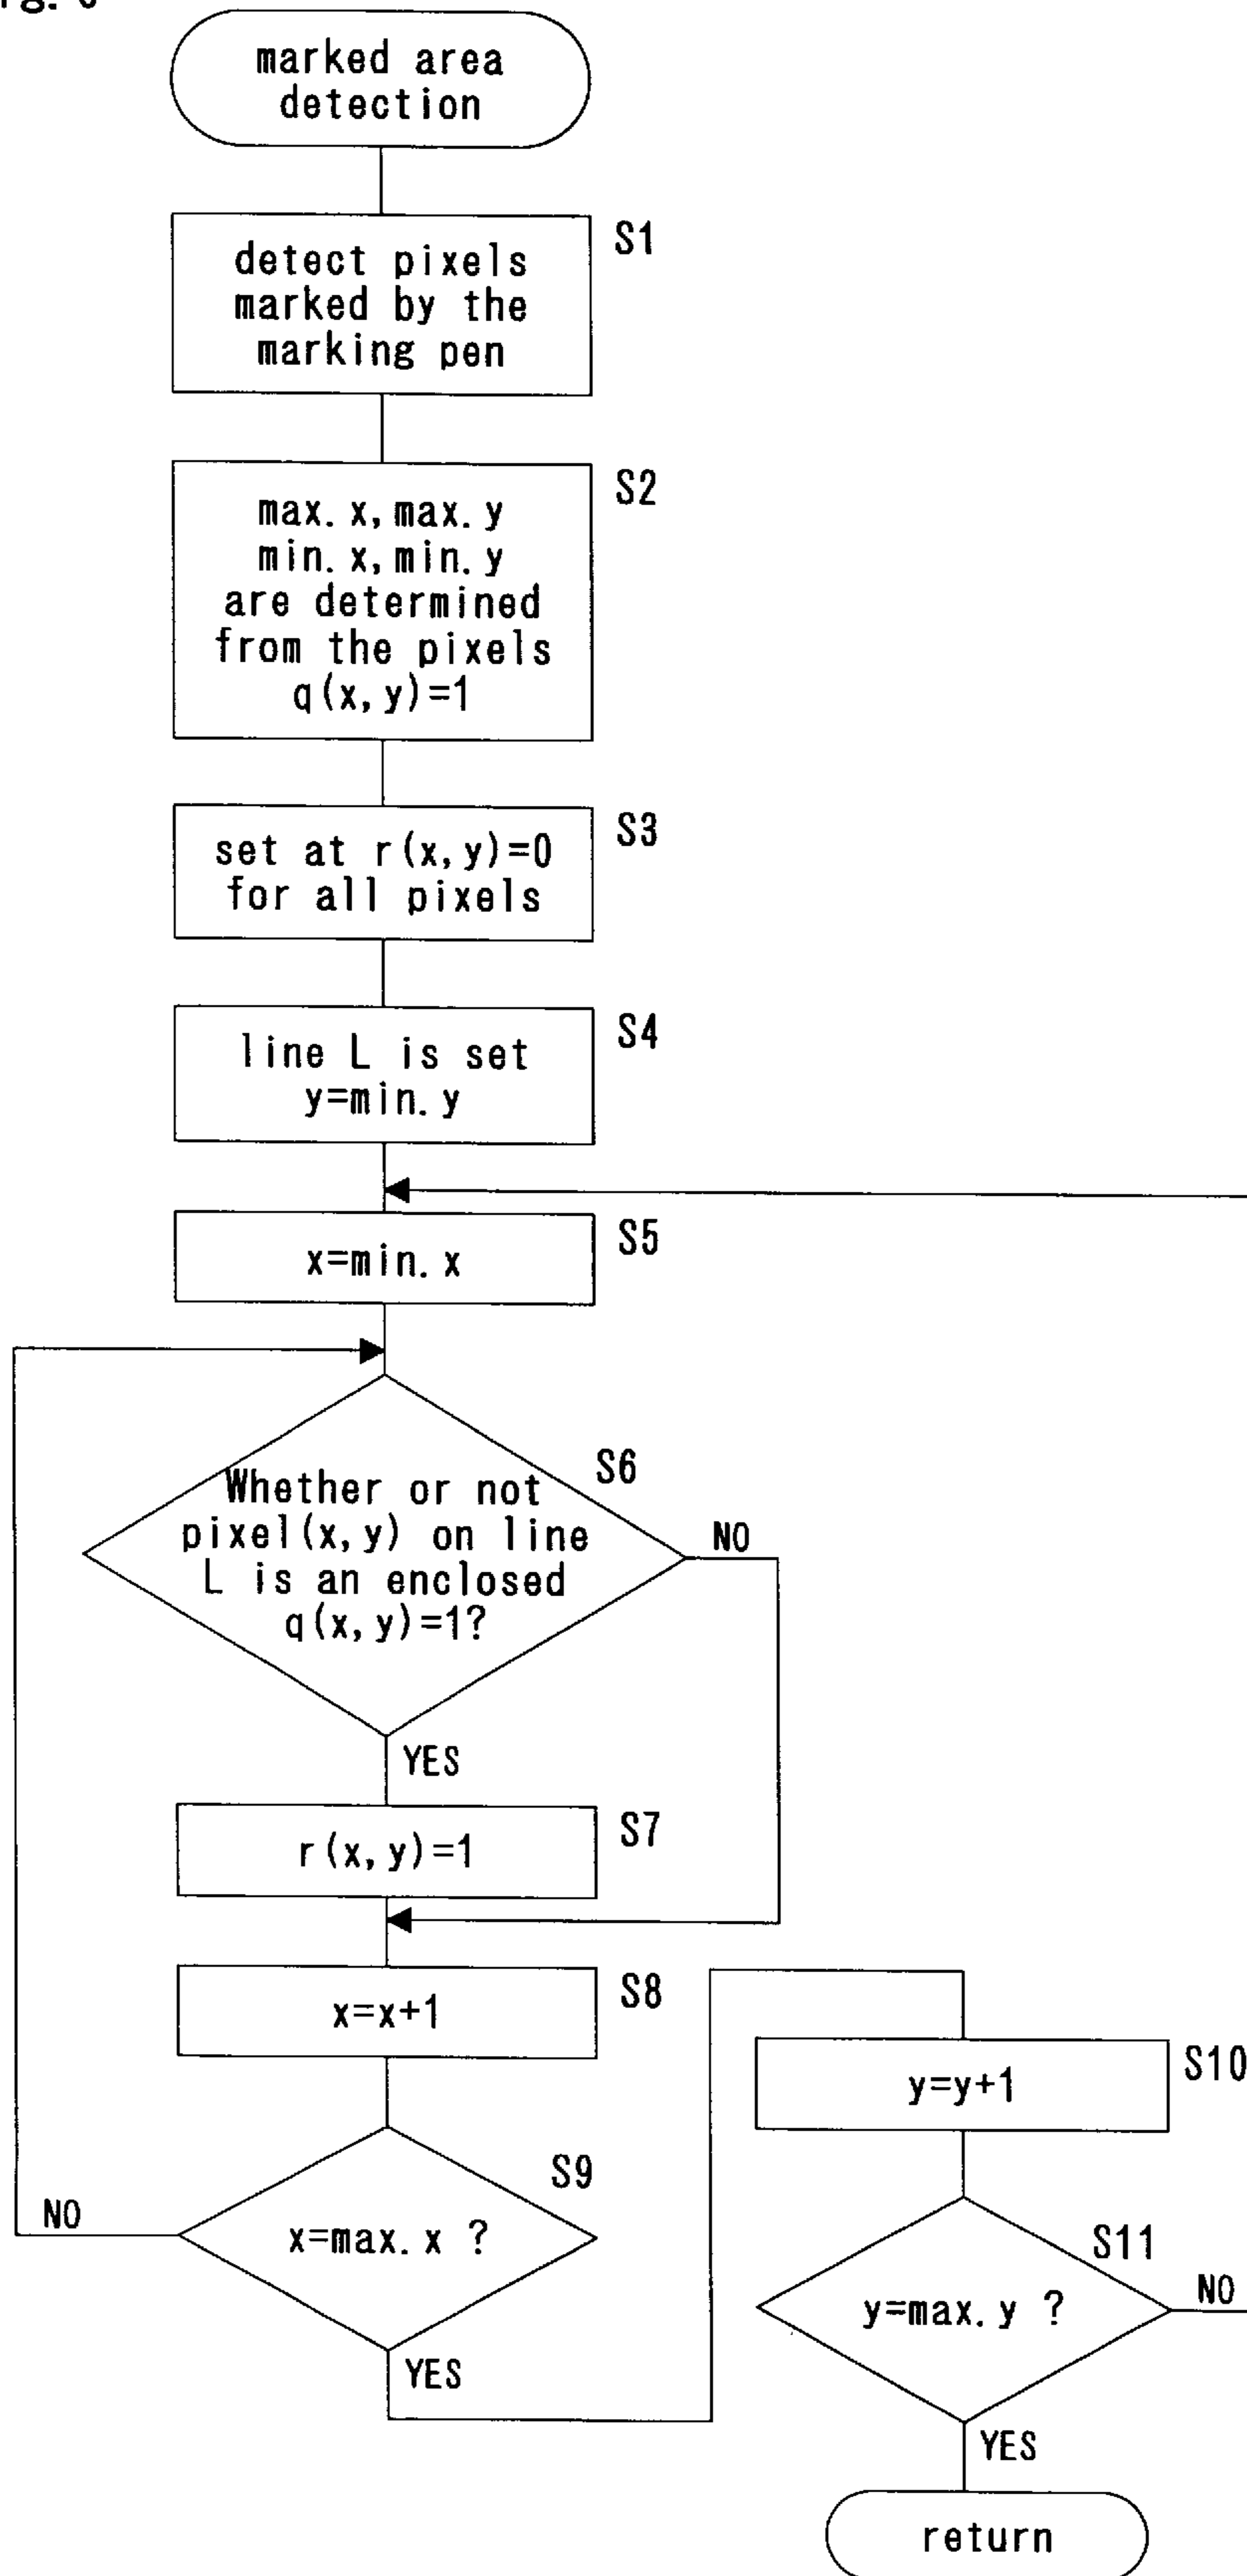 marked area
detection
S1
detect pixels
marked by the
marking pen
S2
max. x, max. y
min. x, min. y
are determined
from the pixels
q(x, y)=1
S3
set at r(x, y)=0
for all pixels
S4
line L is set
y=min. y
S5
x=min. x
S6
Whether or not
pixel(x, y) on line
L is an enclosed
q(x, y)=1?
NO
YES
S7
r(x, y)=1
S8
x=x+1
S9
x=max. x ?
NO
YES
S10
y=y+1
S11
y=max. y ?
NO
YES
return